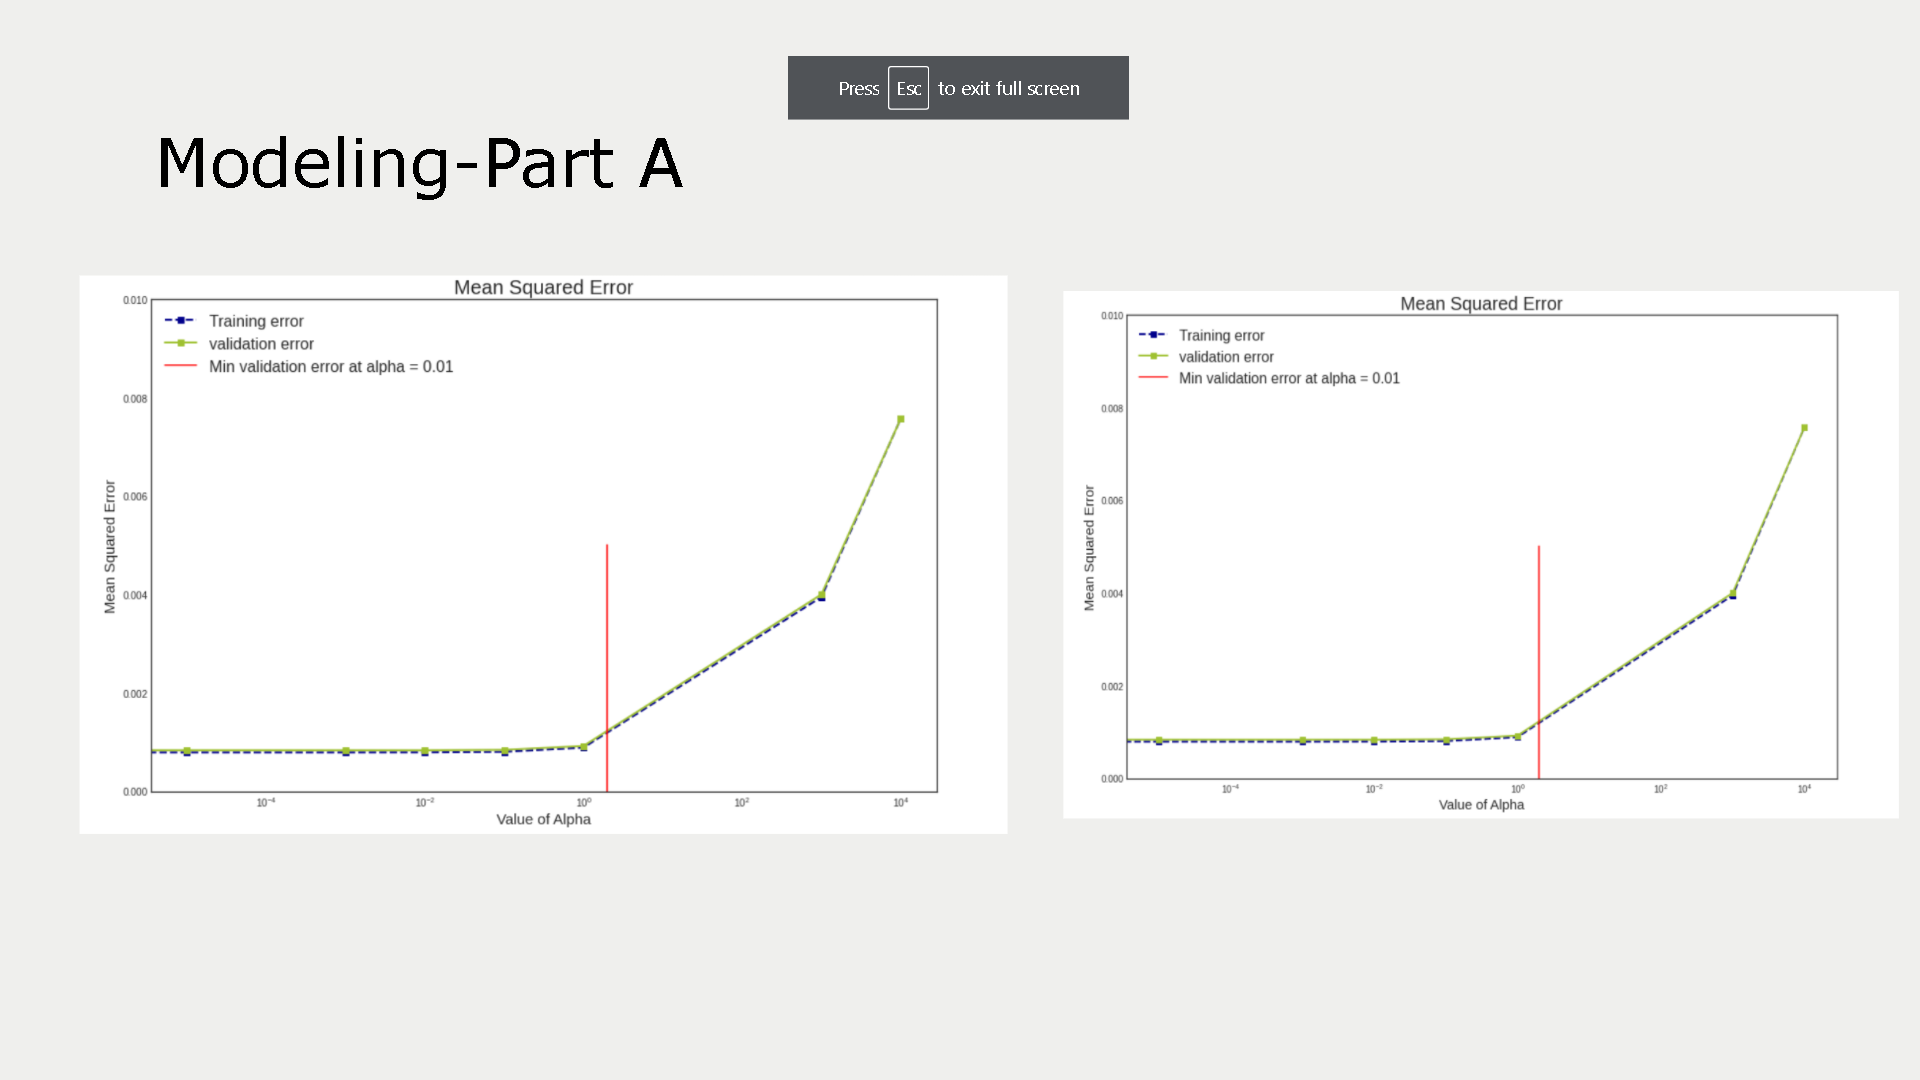 Press Esc to exit full screen
Modeling-Part A
Mean Squared Error
0.010
Training error
validation error
Min validation error at alpha = 0.01
0.008
0.006
0.004
0.002
0.000
Mean Squared Error
10⁻⁴ 10⁻² 10⁰ 10² 10⁴
Value of Alpha
Mean Squared Error
0.010
Training error
validation error
Min validation error at alpha = 0.01
0.008
0.006
0.004
0.002
0.000
Mean Squared Error
10⁻⁴ 10⁻² 10⁰ 10² 10⁴
Value of Alpha